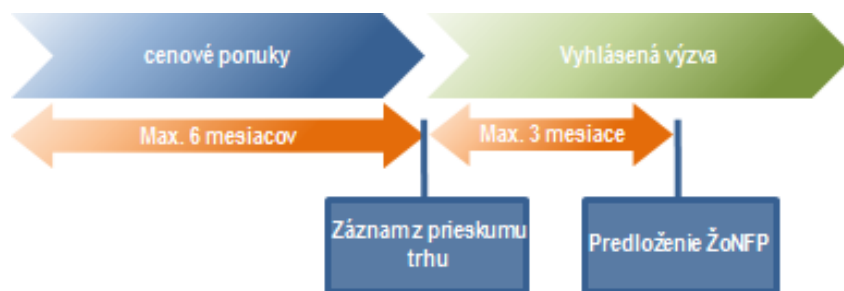 cenové ponuky
Vyhlásená výzva
Max. 6 mesiacov
Max. 3 mesiace
Záznam z prieskumu
trhu
Predloženie ŽoNFP